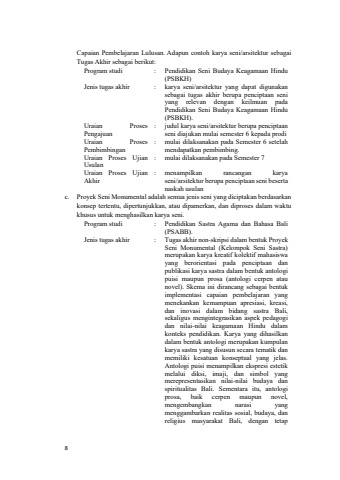 Capaian Pembelajaran Lulusan. Adapun contoh karya seni/arsitektur sebagai
Tugas Akhir sebagai berikut:
Program studi : Pendidikan Seni Budaya Keagamaan Hindu
(PSBKH)
Jenis tugas akhir : karya seni/arsitektur yang dapat digunakan
sebagai tugas akhir berupa penciptaan seni
yang relevan dengan keilmuan pada
Pendidikan Seni Budaya Keagamaan Hindu
(PSBKH).
Uraian Proses : judul karya seni/arsitektur berupa penciptaan
Pengajuan seni diajukan mulai semester 6 kepada prodi
Uraian Proses : mulai dilaksanakan pada Semester 6 setelah
Pembimbingan mendapatkan pembimbing.
Uraian Proses Ujian : mulai dilaksanakan pada Semester 7
Usulan
Uraian Proses Ujian : menampilkan rancangan karya
Akhir seni/arsitektur berupa penciptaan seni beserta
naskah usulan
c. Proyek Seni Monumental adalah semua jenis seni yang diciptakan berdasarkan
konsep tertentu, dipertunjukkan, atau dipamerkan, dan diproses dalam waktu
khusus untuk menghasilkan karya seni.
Program studi : Pendidikan Sastra Agama dan Bahasa Bali
(PSABB).
Jenis tugas akhir : Tugas akhir non-skripsi dalam bentuk Proyek
Seni Monumental (Kelompok Seni Sastra)
merupakan karya kreatif kolektif mahasiswa
yang berorientasi pada penciptaan dan
publikasi karya sastra dalam bentuk antologi
puisi maupun prosa (antologi cerpen atau
novel). Skema ini dirancang sebagai bentuk
implementasi capaian pembelajaran yang
menekankan kemampuan apresiasi, kreasi,
dan inovasi dalam bidang sastra Bali,
sekaligus mengintegrasikan aspek pedagogi
dan nilai-nilai keagamaan Hindu dalam
konteks pendidikan. Karya yang dihasilkan
dalam bentuk antologi merupakan kumpulan
karya sastra yang disusun secara tematik dan
memiliki kesatuan konseptual yang jelas.
Antologi puisi menampilkan ekspresi estetik
melalui diksi, imaji, dan simbol yang
merepresentasikan nilai-nilai budaya dan
spiritualitas Bali. Sementara itu, antologi
prosa, baik cerpen maupun novel,
mengembangkan narasi yang
menggambarkan realitas sosial, budaya, dan
religius masyarakat Bali, dengan tetap
8